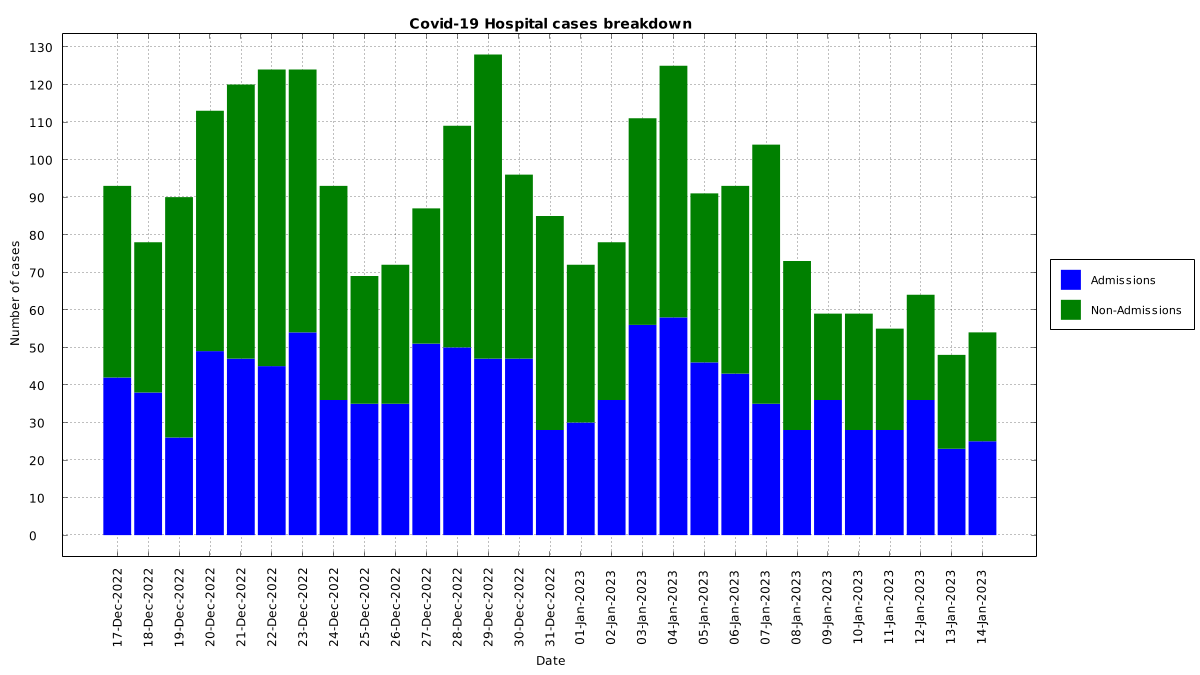 Covid-19 Hospital cases breakdown
130
120
110
100
90
80
70
60
50
40
30
20
10
0
Number of cases
Admissions
Non-Admissions
17-Dec-2022
18-Dec-2022
19-Dec-2022
20-Dec-2022
21-Dec-2022
22-Dec-2022
23-Dec-2022
24-Dec-2022
25-Dec-2022
26-Dec-2022
27-Dec-2022
28-Dec-2022
29-Dec-2022
30-Dec-2022
31-Dec-2022
01-Jan-2023
02-Jan-2023
03-Jan-2023
04-Jan-2023
05-Jan-2023
06-Jan-2023
07-Jan-2023
08-Jan-2023
09-Jan-2023
10-Jan-2023
11-Jan-2023
12-Jan-2023
13-Jan-2023
14-Jan-2023
Date